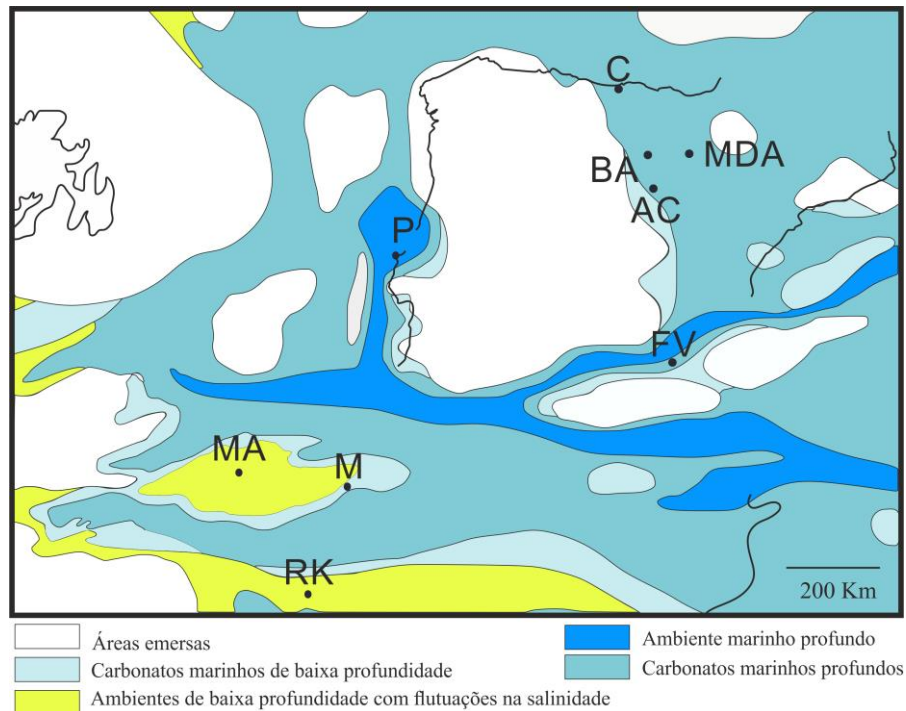 C
BA
MDA
AC
P
FV
MA
M
RK
200 Km
Áreas emersas
Carbonatos marinhos de baixa profundidade
Ambientes de baixa profundidade com flutuações na salinidade
Ambiente marinho profundo
Carbonatos marinhos profundos